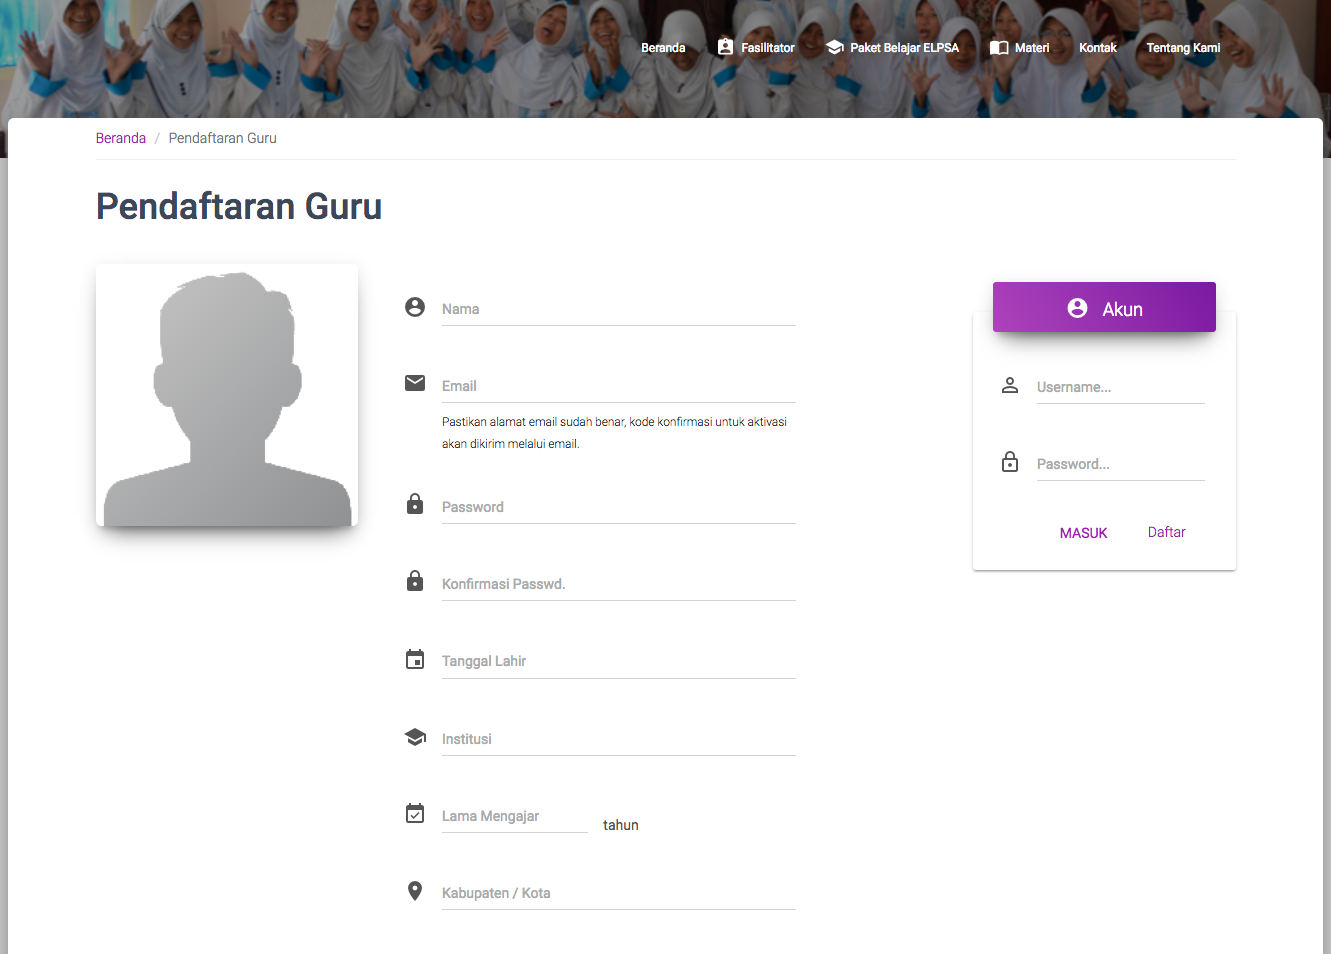 Beranda Fasilitator Paket Belajar ELPSA Materi Kontak Tentang Kami
Beranda / Pendaftaran Guru
Pendaftaran Guru
Nama
Email
Pastikan alamat email sudah benar, kode konfirmasi untuk aktivasi
akan dikirim melalui email.
Password
Konfirmasi Passwd.
Tanggal Lahir
Institusi
Lama Mengajar tahun
Kabupaten / Kota
Akun
Username...
Password...
MASUK Daftar